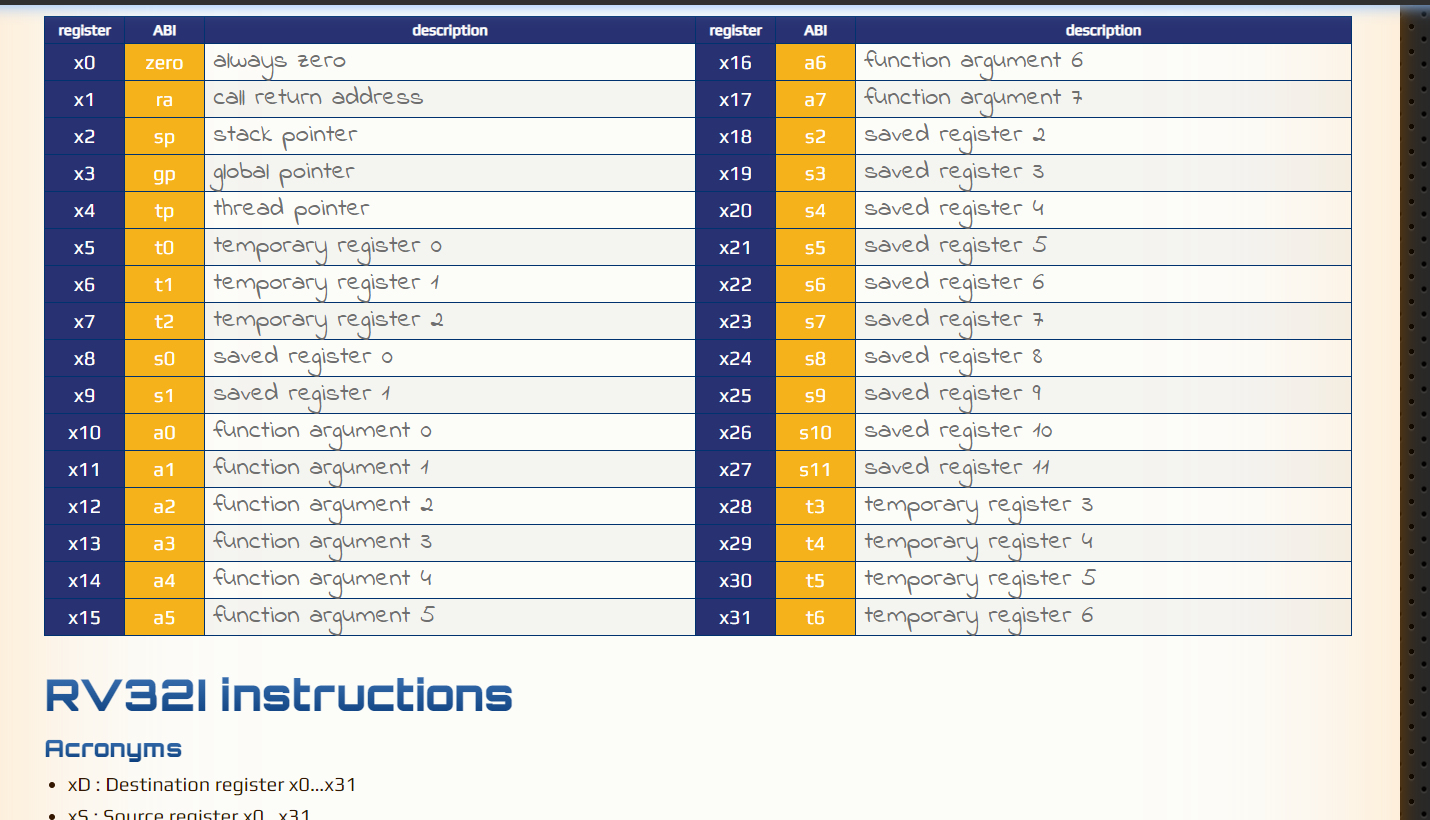 register ABI description register ABI description
x0 zero always zero x16 a6 function argument 6
x1 ra call return address x17 a7 function argument 7
x2 sp stack pointer x18 s2 saved register 2
x3 gp global pointer x19 s3 saved register 3
x4 tp thread pointer x20 s4 saved register 4
x5 t0 temporary register 0 x21 s5 saved register 5
x6 t1 temporary register 1 x22 s6 saved register 6
x7 t2 temporary register 2 x23 s7 saved register 7
x8 s0 saved register 0 x24 s8 saved register 8
x9 s1 saved register 1 x25 s9 saved register 9
x10 a0 function argument 0 x26 s10 saved register 10
x11 a1 function argument 1 x27 s11 saved register 11
x12 a2 function argument 2 x28 t3 temporary register 3
x13 a3 function argument 3 x29 t4 temporary register 4
x14 a4 function argument 4 x30 t5 temporary register 5
x15 a5 function argument 5 x31 t6 temporary register 6
RV32I instructions
Acronyms
• xD : Destination register x0...x31
• xS : Source register x0...x31